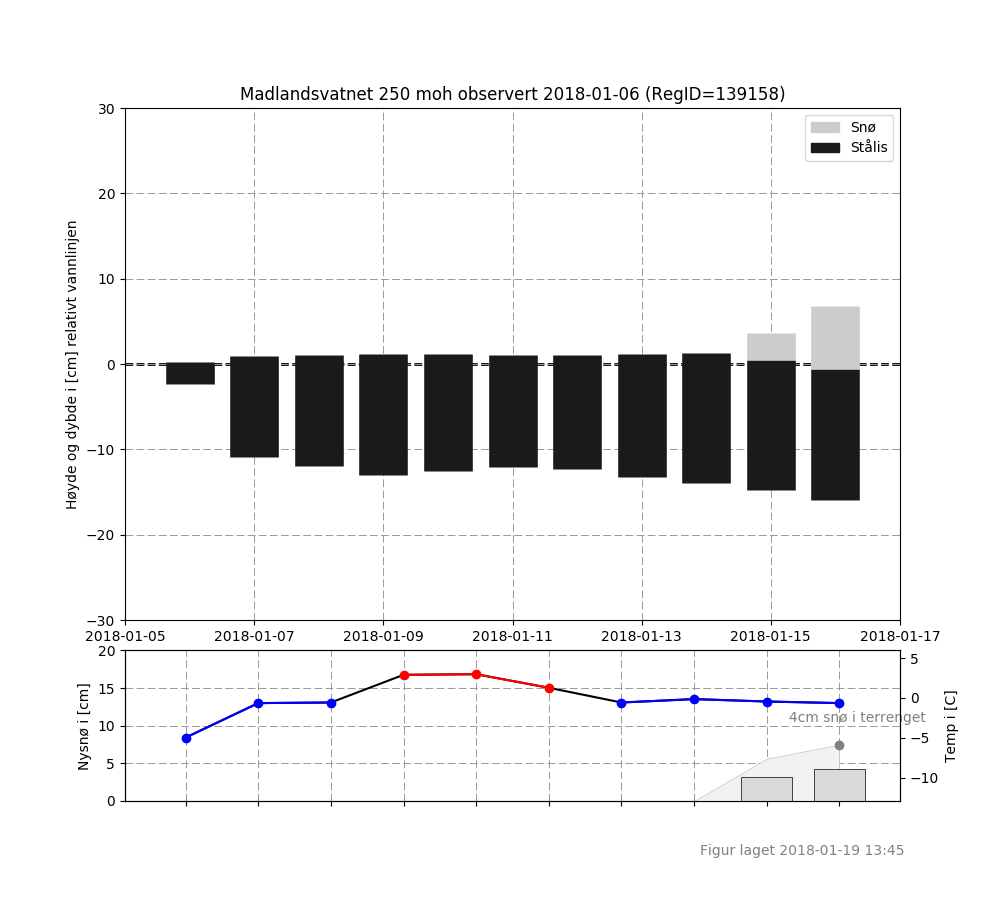 Madlandsvatnet 250 moh observert 2018-01-06 (RegID=139158)
30
20
10
0
−10
−20
−30
Høyde og dybde i [cm] relativt vannlinjen
Snø
Stålis
2018-01-05 2018-01-07 2018-01-09 2018-01-11 2018-01-13 2018-01-15 2018-01-17
20
15
10
5
0
Nysnø i [cm]
5
0
−5
−10
Temp i [C]
4cm snø i terrenget
Figur laget 2018-01-19 13:45